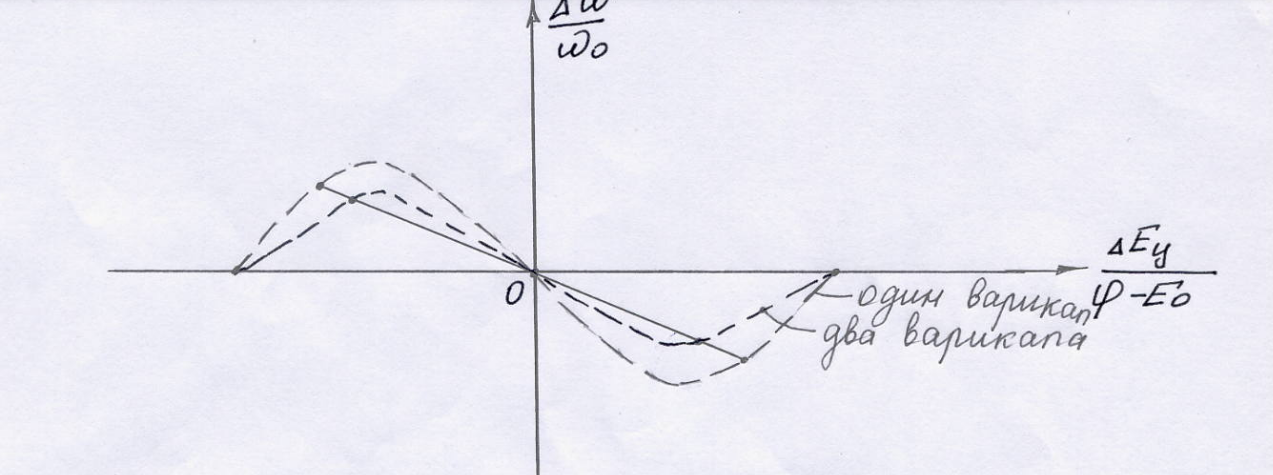 Δω
ω₀
0
ΔEy
φ-E₀
один варикап
два варикапа